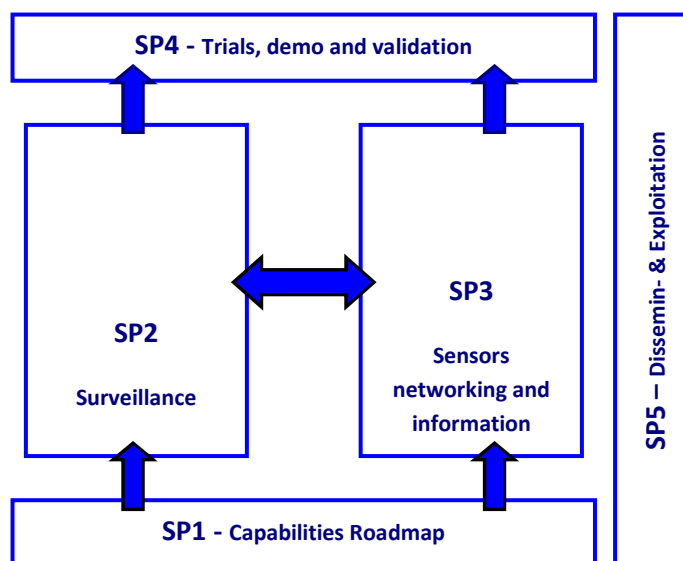 SP4 - Trials, demo and validation
SP2
Surveillance
SP3
Sensors
networking and
information
SP1 - Capabilities Roadmap
SP5 – Dissemin- & Exploitation